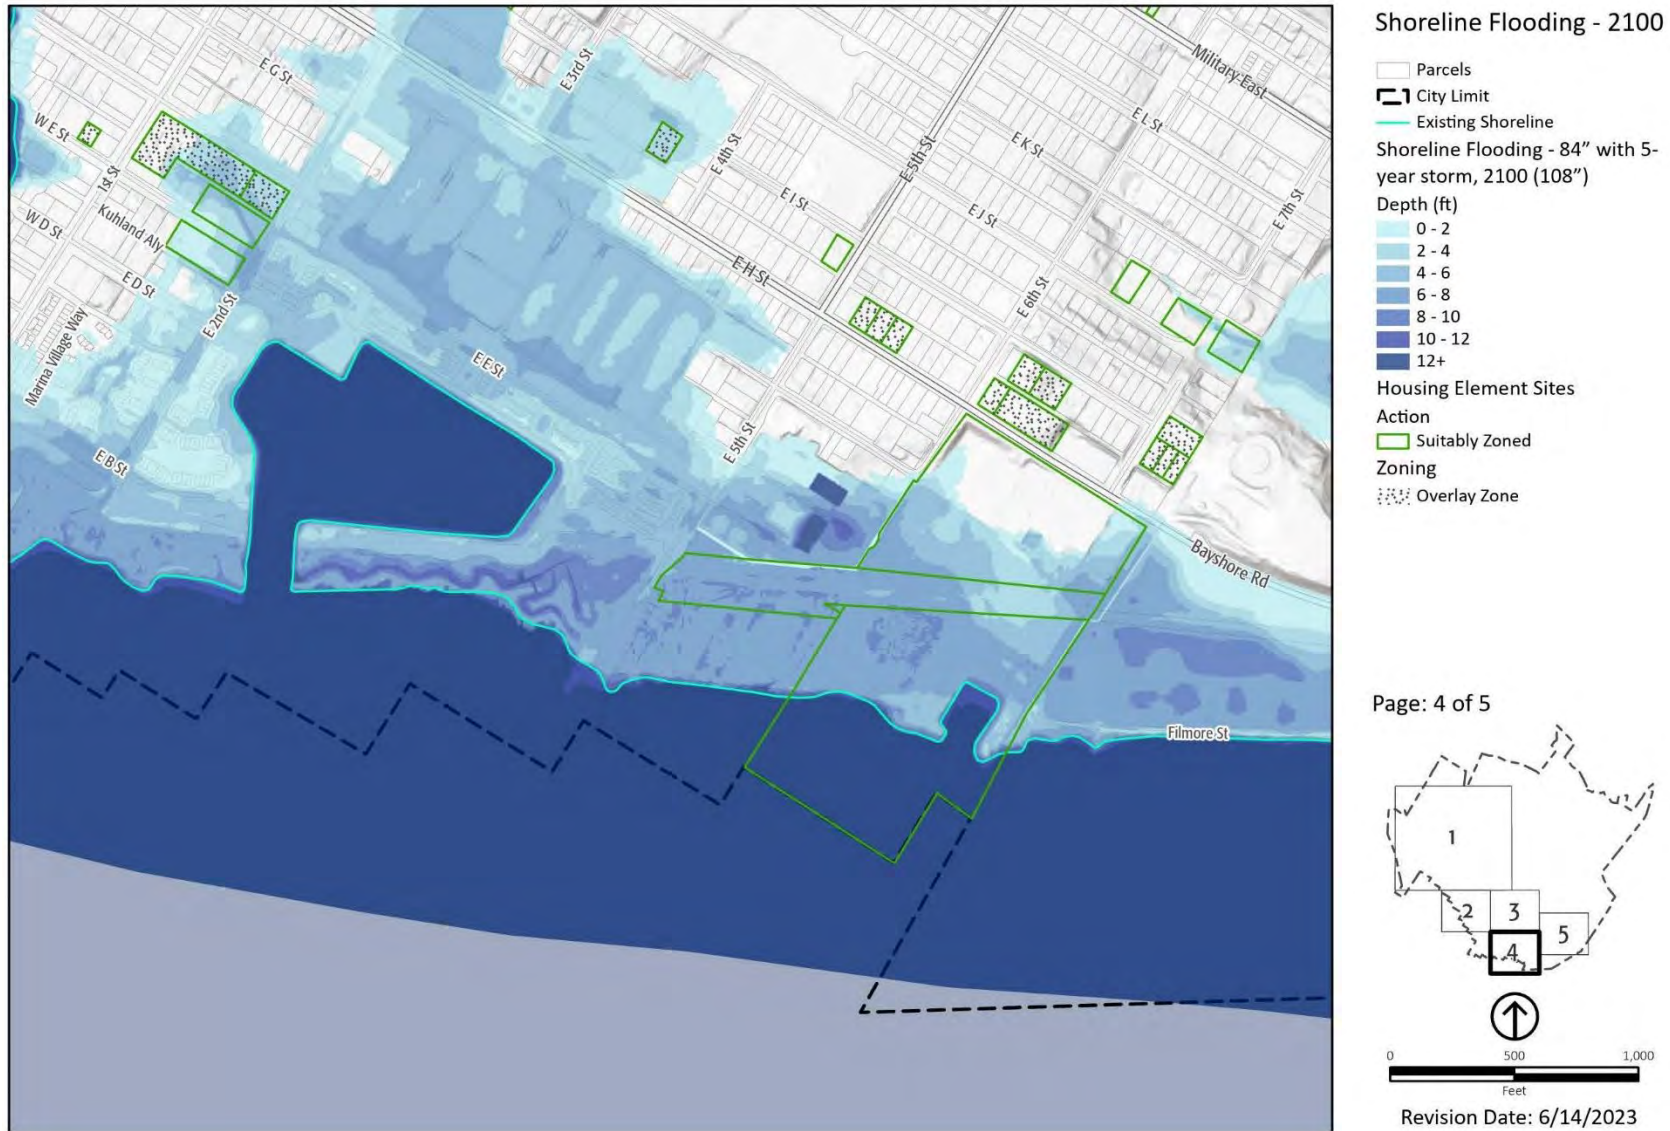 Shoreline Flooding - 2100
Parcels
City Limit
Existing Shoreline
Shoreline Flooding - 84” with 5-
year storm, 2100 (108”)
Depth (ft)
0 - 2
2 - 4
4 - 6
6 - 8
8 - 10
10 - 12
12+
Housing Element Sites
Action
Suitably Zoned
Zoning
Overlay Zone
Military East
E G St
E 3rd St
W E St
1st St
E 4th St
E 5th St
E K St
E L St
E 7th St
E I St
E J St
W D St
Kuhland Aly
E D St
E 2nd St
E H St
E 6th St
Marina Village Way
E E St
E 5th St
E B St
Bayshore Rd
Filmore St
Page: 4 of 5
1
2
3
4
5
0
500
1,000
Feet
Revision Date: 6/14/2023